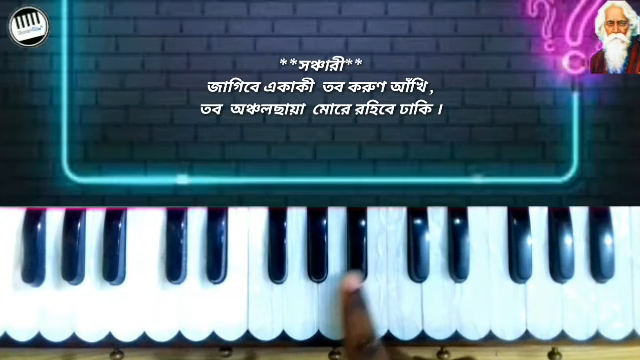 **সঞ্চারী**
জাগিবে একাকী তব করুণ আঁখি,
তব অঞ্চলছায়া মোরে রহিবে ঢাকি।